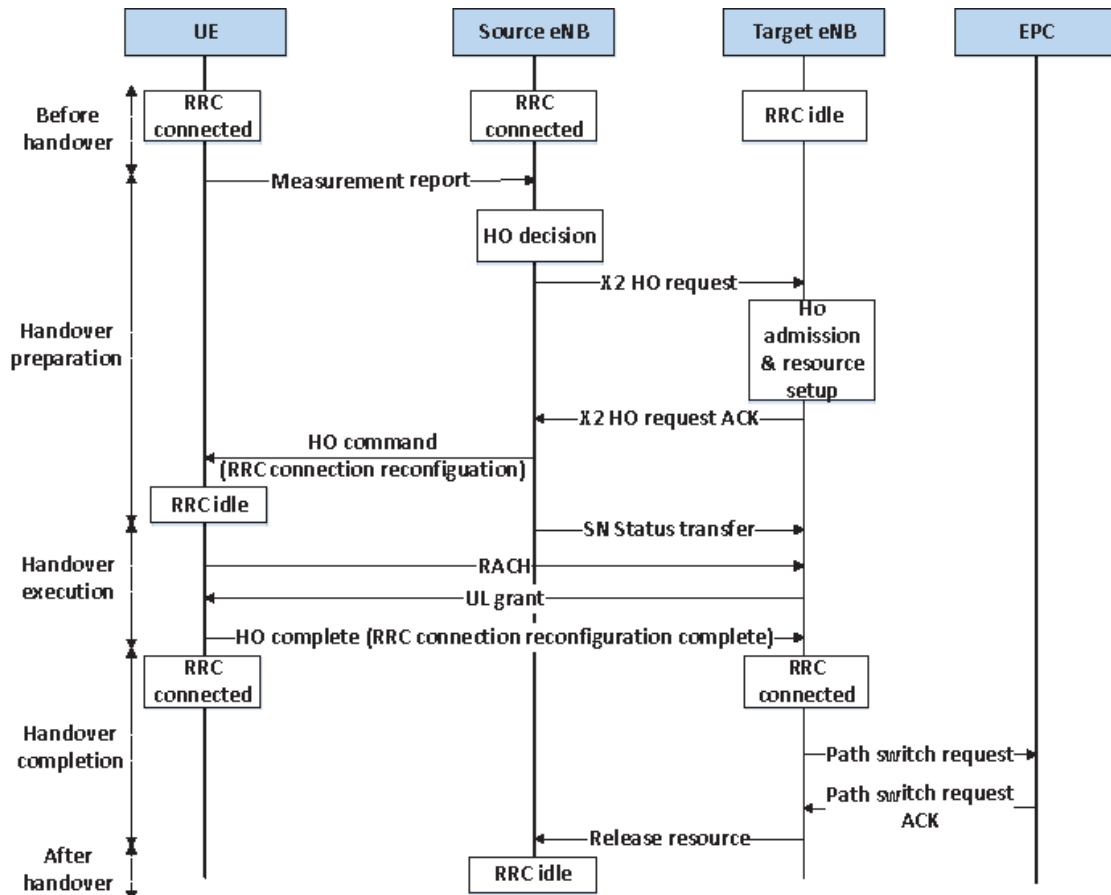 UE
Source eNB
Target eNB
EPC
Before
handover
RRC
connected
RRC
connected
RRC idle
Measurement report
HO decision
X2 HO request
Handover
preparation
Ho
admission
& resource
setup
X2 HO request ACK
HO command
(RRC connection reconfiguation)
RRC idle
SN Status transfer
Handover
execution
RACH
UL grant
HO complete (RRC connection reconfiguration complete)
RRC
connected
RRC
connected
Handover
completion
Path switch request
Path switch request
ACK
Release resource
After
handover
RRC idle